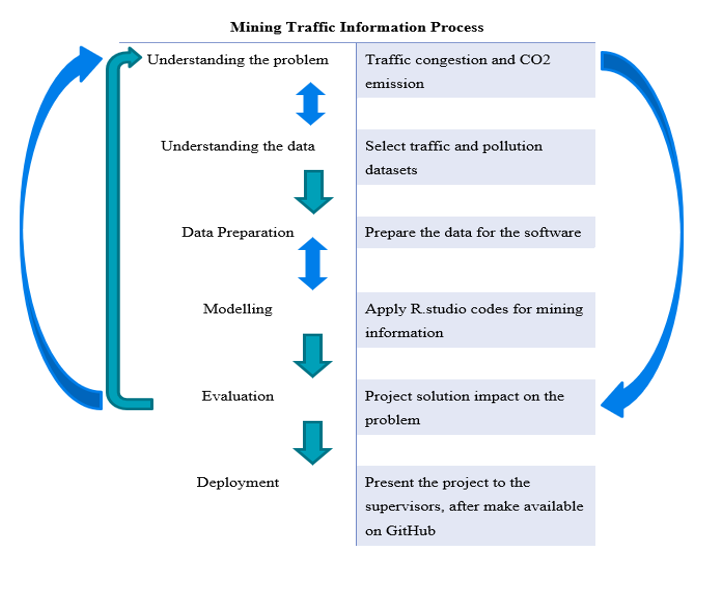 Mining Traffic Information Process
Understanding the problem
Traffic congestion and CO2
emission
Understanding the data
Select traffic and pollution
datasets
Data Preparation
Prepare the data for the software
Modelling
Apply R.studio codes for mining
information
Evaluation
Project solution impact on the
problem
Deployment
Present the project to the
supervisors, after make available
on GitHub